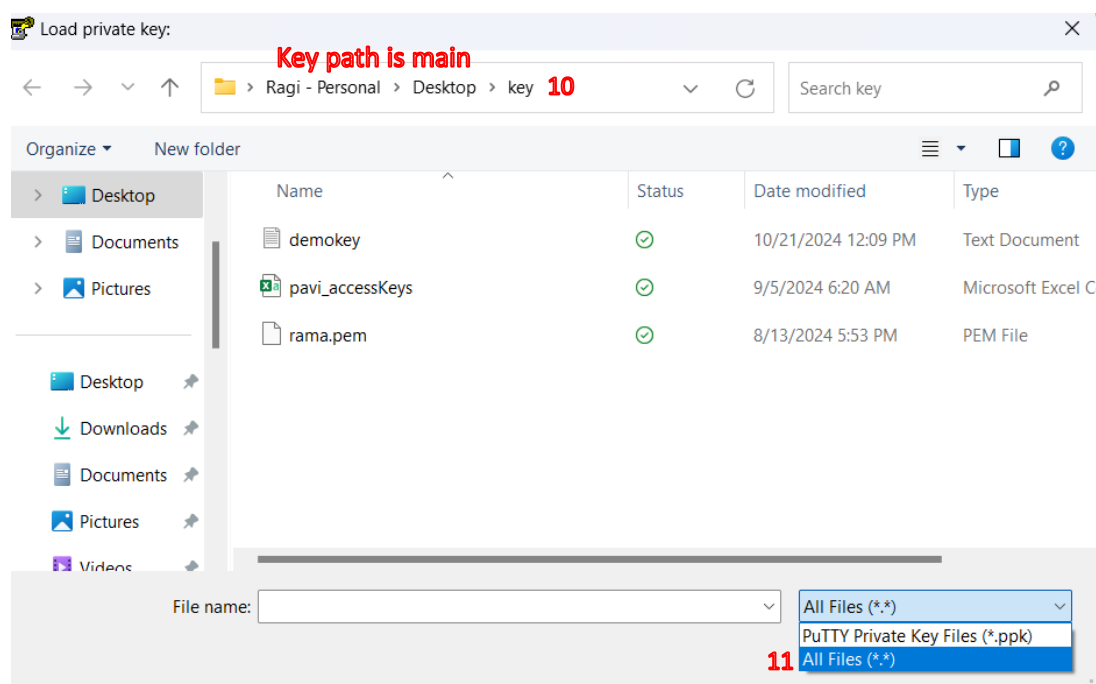 Load private key:
Key path is main
Ragi - Personal > Desktop > key 10
Search key
Organize New folder
Desktop
Documents
Pictures
Desktop
Downloads
Documents
Pictures
Videos
Name Status Date modified Type
demokey 10/21/2024 12:09 PM Text Document
pavi_accessKeys 9/5/2024 6:20 AM Microsoft Excel C
rama.pem 8/13/2024 5:53 PM PEM File
File name: All Files (*.*)
PuTTY Private Key Files (*.ppk)
11 All Files (*.*)